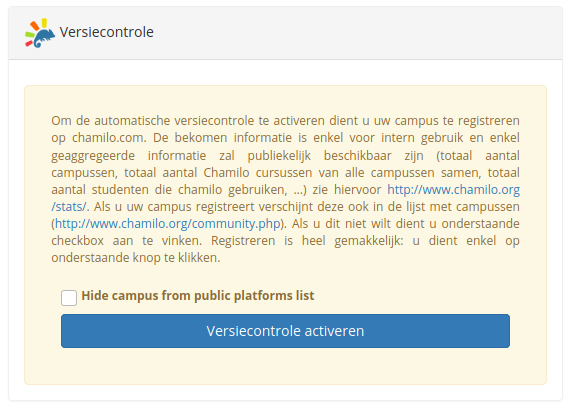 Versiecontrole
Om de automatische versiecontrole te activeren dient u uw campus te registreren
op chamilo.com. De bekomen informatie is enkel voor intern gebruik en enkel
geaggregeerde informatie zal publiekelijk beschikbaar zijn (totaal aantal
campussen, totaal aantal Chamilo cursussen van alle campussen samen, totaal
aantal studenten die chamilo gebruiken, ...) zie hiervoor http://www.chamilo.org
/stats/. Als u uw campus registreert verschijnt deze ook in de lijst met campussen
(http://www.chamilo.org/community.php). Als u dit niet wilt dient u onderstaande
checkbox aan te vinken. Registreren is heel gemakkelijk: u dient enkel op
onderstaande knop te klikken.
Hide campus from public platforms list
Versiecontrole activeren